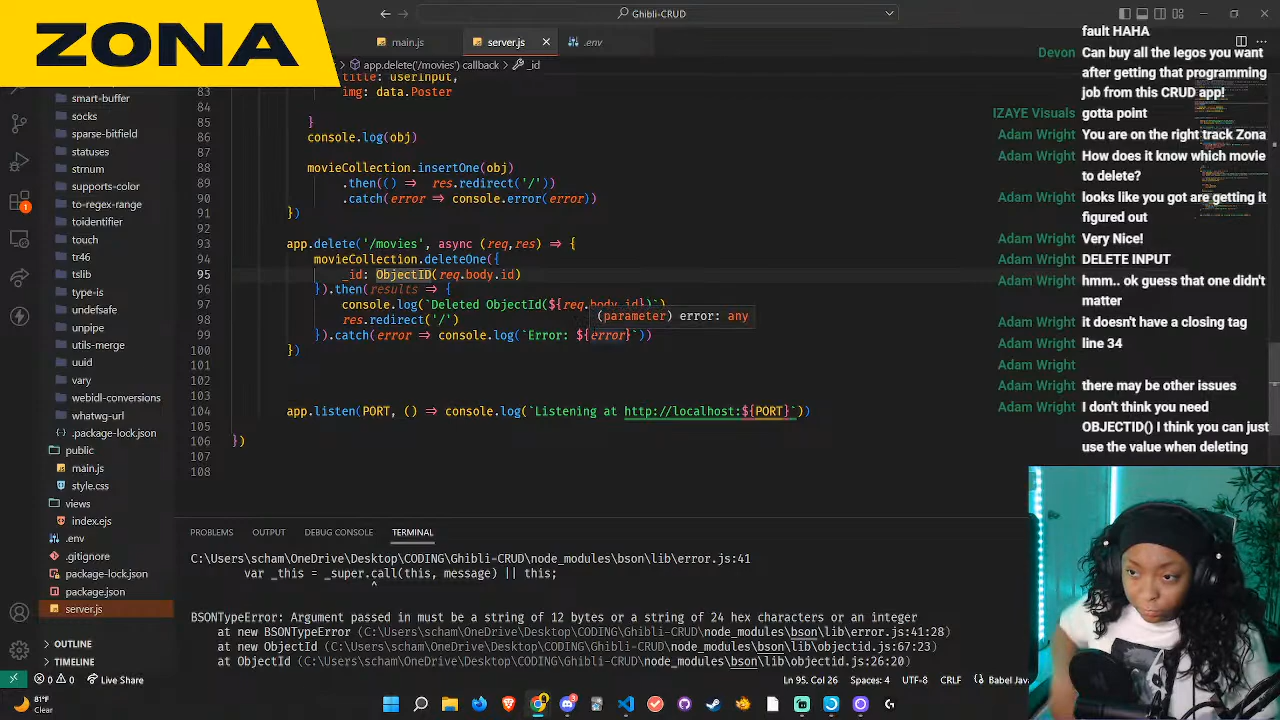 ZONA
Ghibli-CRUD
main.js
server.js
.env
app.delete('/movies') callback
_id
smart-buffer
socks
sparse-bitfield
statuses
strnum
supports-color
to-regex-range
toidentifier
touch
tr46
tslib
type-is
undefsafe
unpipe
utils-merge
uuid
vary
webidl-conversions
whatwg-url
.package-lock.json
public
main.js
style.css
views
index.ejs
.env
.gitignore
package-lock.json
package.json
server.js
OUTLINE
TIMELINE
title: userInput,
83 img: data.Poster
84
85 }
86 console.log(obj)
87
88 movieCollection.insertOne(obj)
89 .then(() => res.redirect('/'))
90 .catch(error => console.error(error))
91 })
92
93 app.delete('/movies', async (req,res) => {
94 movieCollection.deleteOne({
95 _id: ObjectID(req.body.id)
96 }).then(results => {
97 console.log(`Deleted ObjectId(${req.body.id})`)
98 res.redirect('/')
99 }).catch(error => console.log(`Error: ${error}`))
100 })
101
102
103
104 app.listen(PORT, () => console.log(`Listening at http://localhost:${PORT}`))
105
106 })
107
108
(parameter) error: any
PROBLEMS
OUTPUT
DEBUG CONSOLE
TERMINAL
C:\Users\scham\OneDrive\Desktop\CODING\Ghibli-CRUD\node_modules\bson\lib\error.js:41
var _this = _super.call(this, message) || this;
^
BSONTypeError: Argument passed in must be a string of 12 bytes or a string of 24 hex characters or an integer
at new BSONTypeError (C:\Users\scham\OneDrive\Desktop\CODING\Ghibli-CRUD\node_modules\bson\lib\error.js:41:28)
at new ObjectId (C:\Users\scham\OneDrive\Desktop\CODING\Ghibli-CRUD\node_modules\bson\lib\objectid.js:67:23)
at ObjectId (C:\Users\scham\OneDrive\Desktop\CODING\Ghibli-CRUD\node_modules\bson\lib\objectid.js:26:20)
fault HAHA
Devon Can buy all the legos you want
after getting that programming
job from this CRUD app!
IZAYE Visuals gotta point
Adam Wright You are on the right track Zona
Adam Wright How does it know which movie
to delete?
Adam Wright looks like you got are getting it
figured out
Adam Wright Very Nice!
Adam Wright DELETE INPUT
Adam Wright hmm.. ok guess that one didn't
matter
Adam Wright it doesn't have a closing tag
Adam Wright line 34
Adam Wright
Adam Wright there may be other issues
Adam Wright I don't think you need
OBJECTID() I think you can just
use the value when deleting
0 0
Live Share
Ln 95, Col 26
Spaces: 4
UTF-8
CRLF
Babel Java
81°F
Clear
1